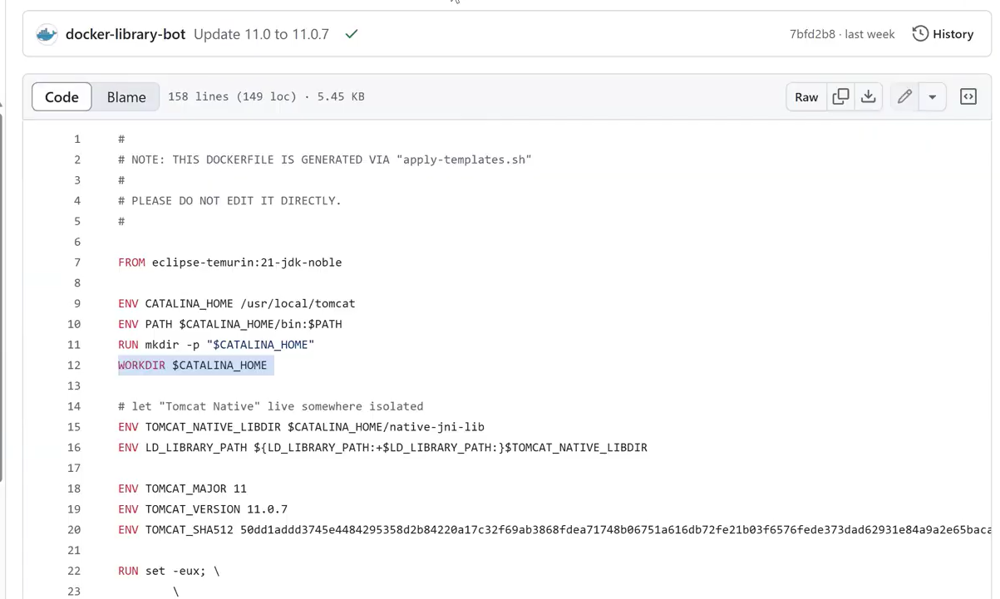 docker-library-bot Update 11.0 to 11.0.7 7bfd2b8 · last week History
Code Blame 158 lines (149 loc) · 5.45 KB Raw
1 #
2 # NOTE: THIS DOCKERFILE IS GENERATED VIA "apply-templates.sh"
3 #
4 # PLEASE DO NOT EDIT IT DIRECTLY.
5 #
6
7 FROM eclipse-temurin:21-jdk-noble
8
9 ENV CATALINA_HOME /usr/local/tomcat
10 ENV PATH $CATALINA_HOME/bin:$PATH
11 RUN mkdir -p "$CATALINA_HOME"
12 WORKDIR $CATALINA_HOME
13
14 # let "Tomcat Native" live somewhere isolated
15 ENV TOMCAT_NATIVE_LIBDIR $CATALINA_HOME/native-jni-lib
16 ENV LD_LIBRARY_PATH ${LD_LIBRARY_PATH:+$LD_LIBRARY_PATH:}$TOMCAT_NATIVE_LIBDIR
17
18 ENV TOMCAT_MAJOR 11
19 ENV TOMCAT_VERSION 11.0.7
20 ENV TOMCAT_SHA512 50dd1addd3745e4484295358d2b84220a17c32f69ab3868fdea71748b06751a616db72fe21b03f6576fede373dad62931e84a9a2e65baca
21
22 RUN set -eux; \
23 \